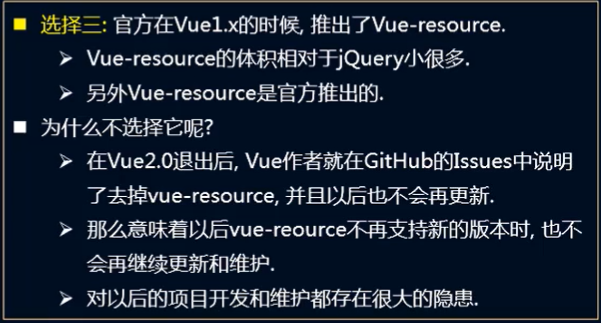 选择三: 官方在Vue1.x的时候, 推出了Vue-resource.
Vue-resource的体积相对于jQuery小很多.
另外Vue-resource是官方推出的.
为什么不选择它呢?
在Vue2.0退出后, Vue作者就在GitHub的Issues中说明
了去掉vue-resource, 并且以后也不会再更新.
那么意味着以后vue-reource不再支持新的版本时, 也不
会再继续更新和维护.
对以后的项目开发和维护都存在很大的隐患.